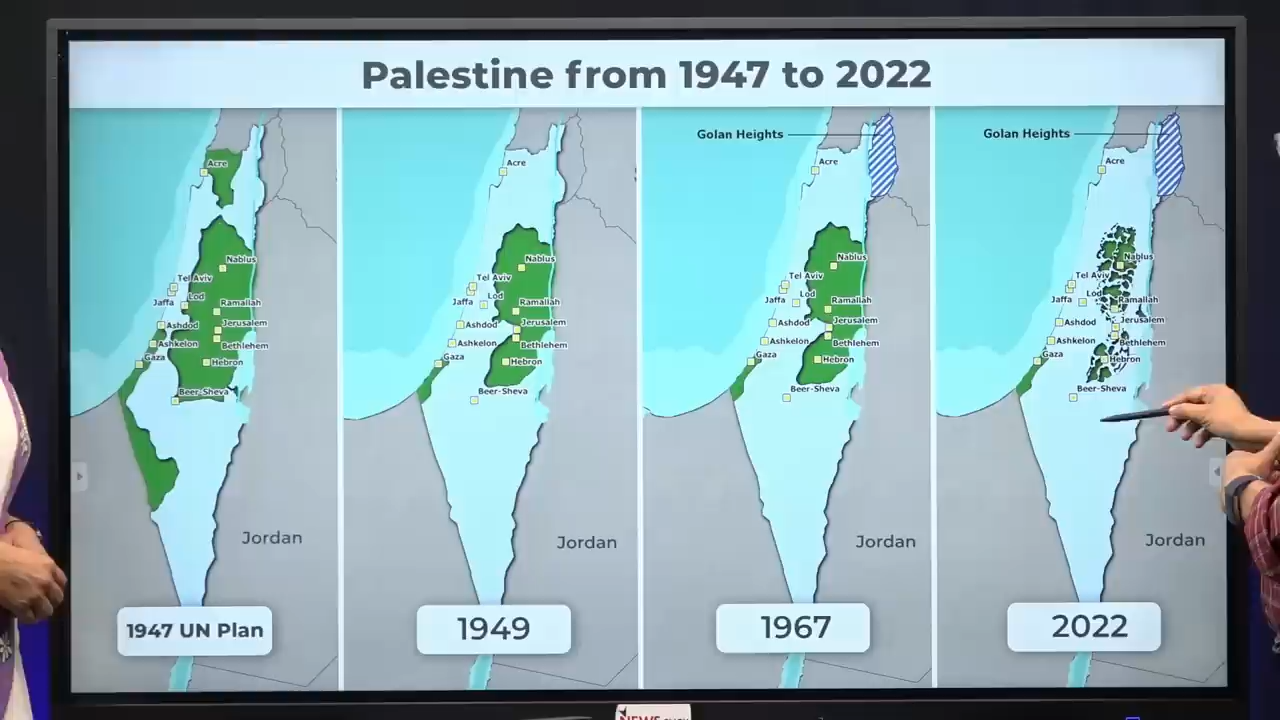 Palestine from 1947 to 2022
Acre
Nablus
Tel Aviv
Jaffa
Lod
Ramallah
Ashdod
Jerusalem
Ashkelon
Bethlehem
Gaza
Hebron
Beer-Sheva
Jordan
1947 UN Plan
Acre
Nablus
Tel Aviv
Jaffa
Lod
Ramallah
Ashdod
Jerusalem
Ashkelon
Bethlehem
Gaza
Hebron
Beer-Sheva
Jordan
1949
Golan Heights
Acre
Nablus
Tel Aviv
Jaffa
Lod
Ramallah
Ashdod
Jerusalem
Ashkelon
Bethlehem
Gaza
Hebron
Beer-Sheva
Jordan
1967
Golan Heights
Acre
Nablus
Tel Aviv
Jaffa
Lod
Ramallah
Ashdod
Jerusalem
Ashkelon
Bethlehem
Gaza
Hebron
Beer-Sheva
Jordan
2022